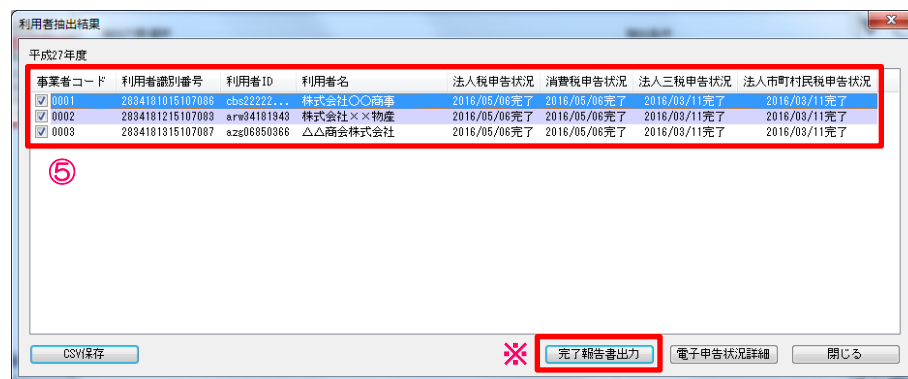 利用者抽出結果
平成27年度
事業者コード 利用者識別番号 利用者ID 利用者名 法人税申告状況 消費税申告状況 法人三税申告状況 法人市町村民税申告状況
0001 2834181015107086 cbs22222... 株式会社〇〇商事 2016/05/06完了 2016/05/06完了 2016/03/11完了 2016/03/11完了
0002 2834181215107083 arw34181943 株式会社××物産 2016/05/06完了 2016/05/06完了 2016/03/11完了 2016/03/11完了
0003 2834181315107087 azg06850366 △△商会株式会社 2016/05/06完了 2016/05/06完了 2016/03/11完了 2016/03/11完了
⑤
CSV保存 ※ 完了報告書出力 電子申告状況詳細 閉じる